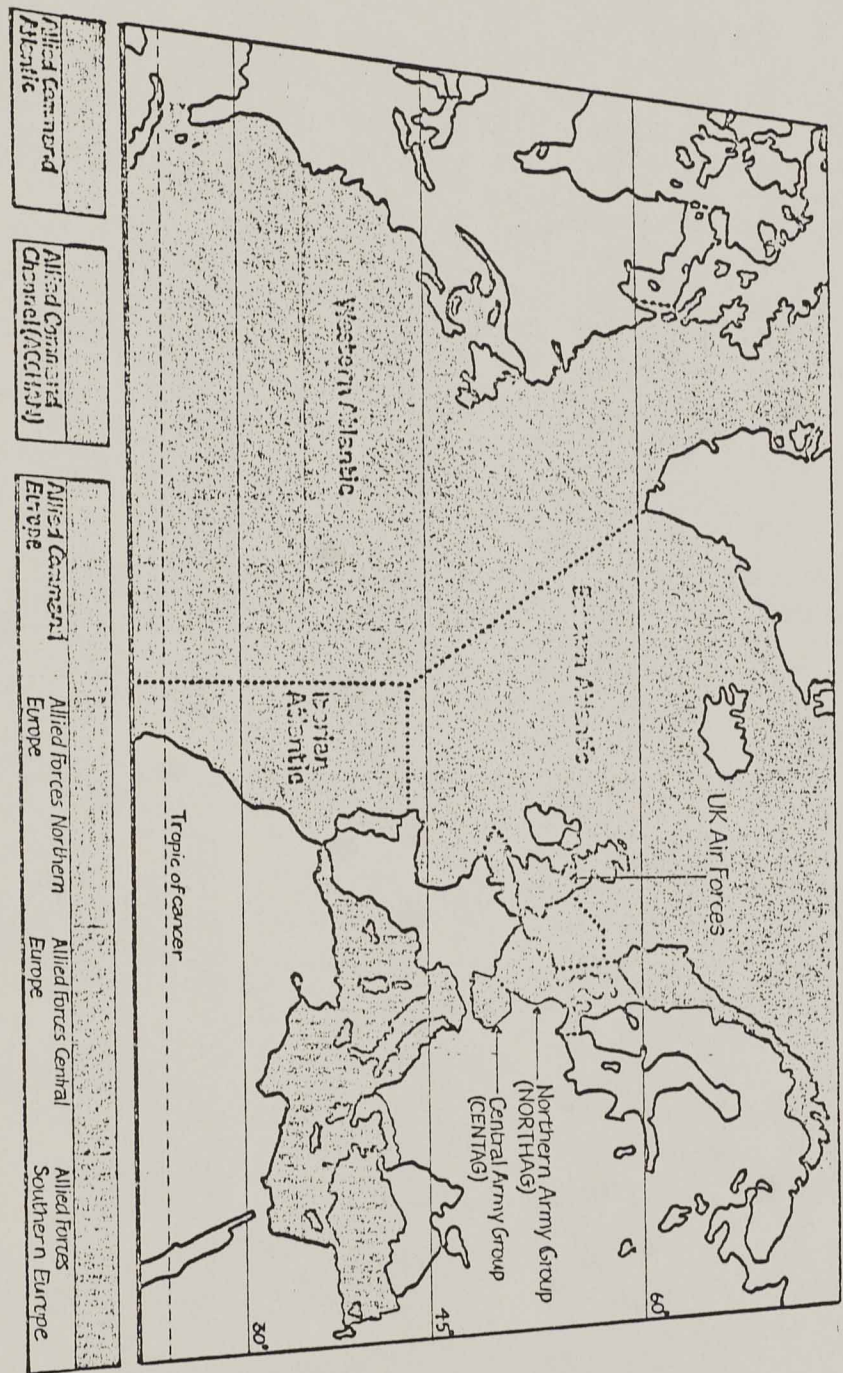 60°
UK Air Forces
Eastern Atlantic
Northern Army Group
(NORTHAG)
Central Army Group
(CENTAG)
45°
Western Atlantic
Iberian
Atlantic
30°
Tropic of cancer
Allied Command
Atlantic
Allied Command
Channel (ACCHAN)
Allied Command
Europe
Allied Forces Northern
Europe
Allied Forces Central
Europe
Allied Forces
Southern Europe